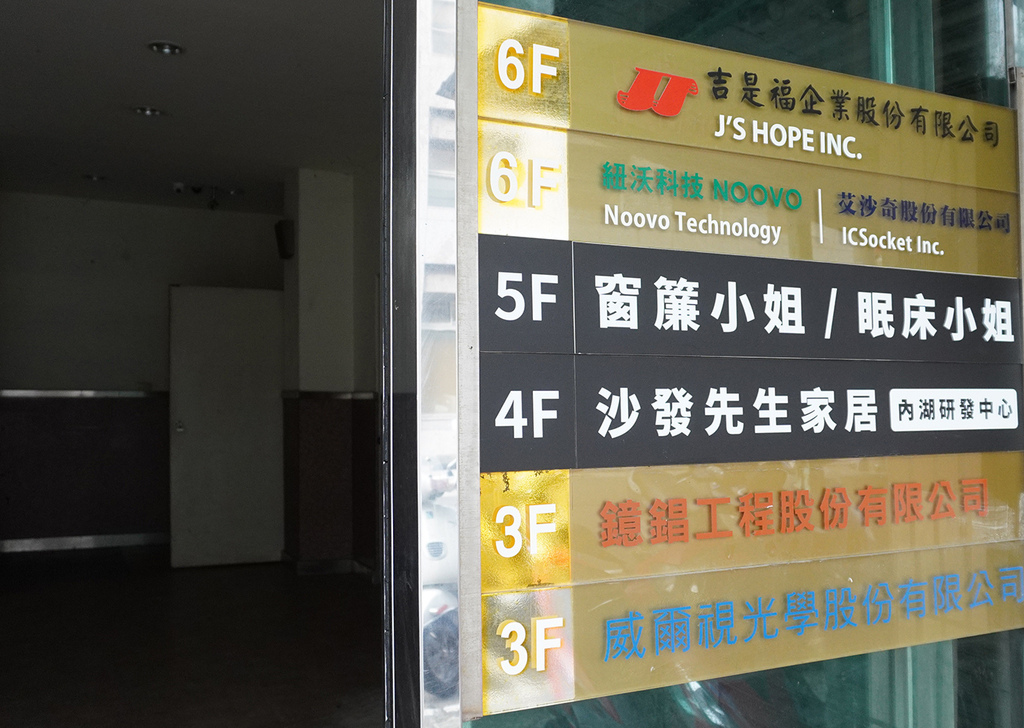 6F 吉是福企業股份有限公司
J'S HOPE INC.
6F 紐沃科技 NOOVO 艾沙奇股份有限公司
Noovo Technology ICSocket Inc.
5F 窗簾小姐 / 眠床小姐
4F 沙發先生家居 內湖研發中心
3F 鐿錩工程股份有限公司
3F 威爾視光學股份有限公司